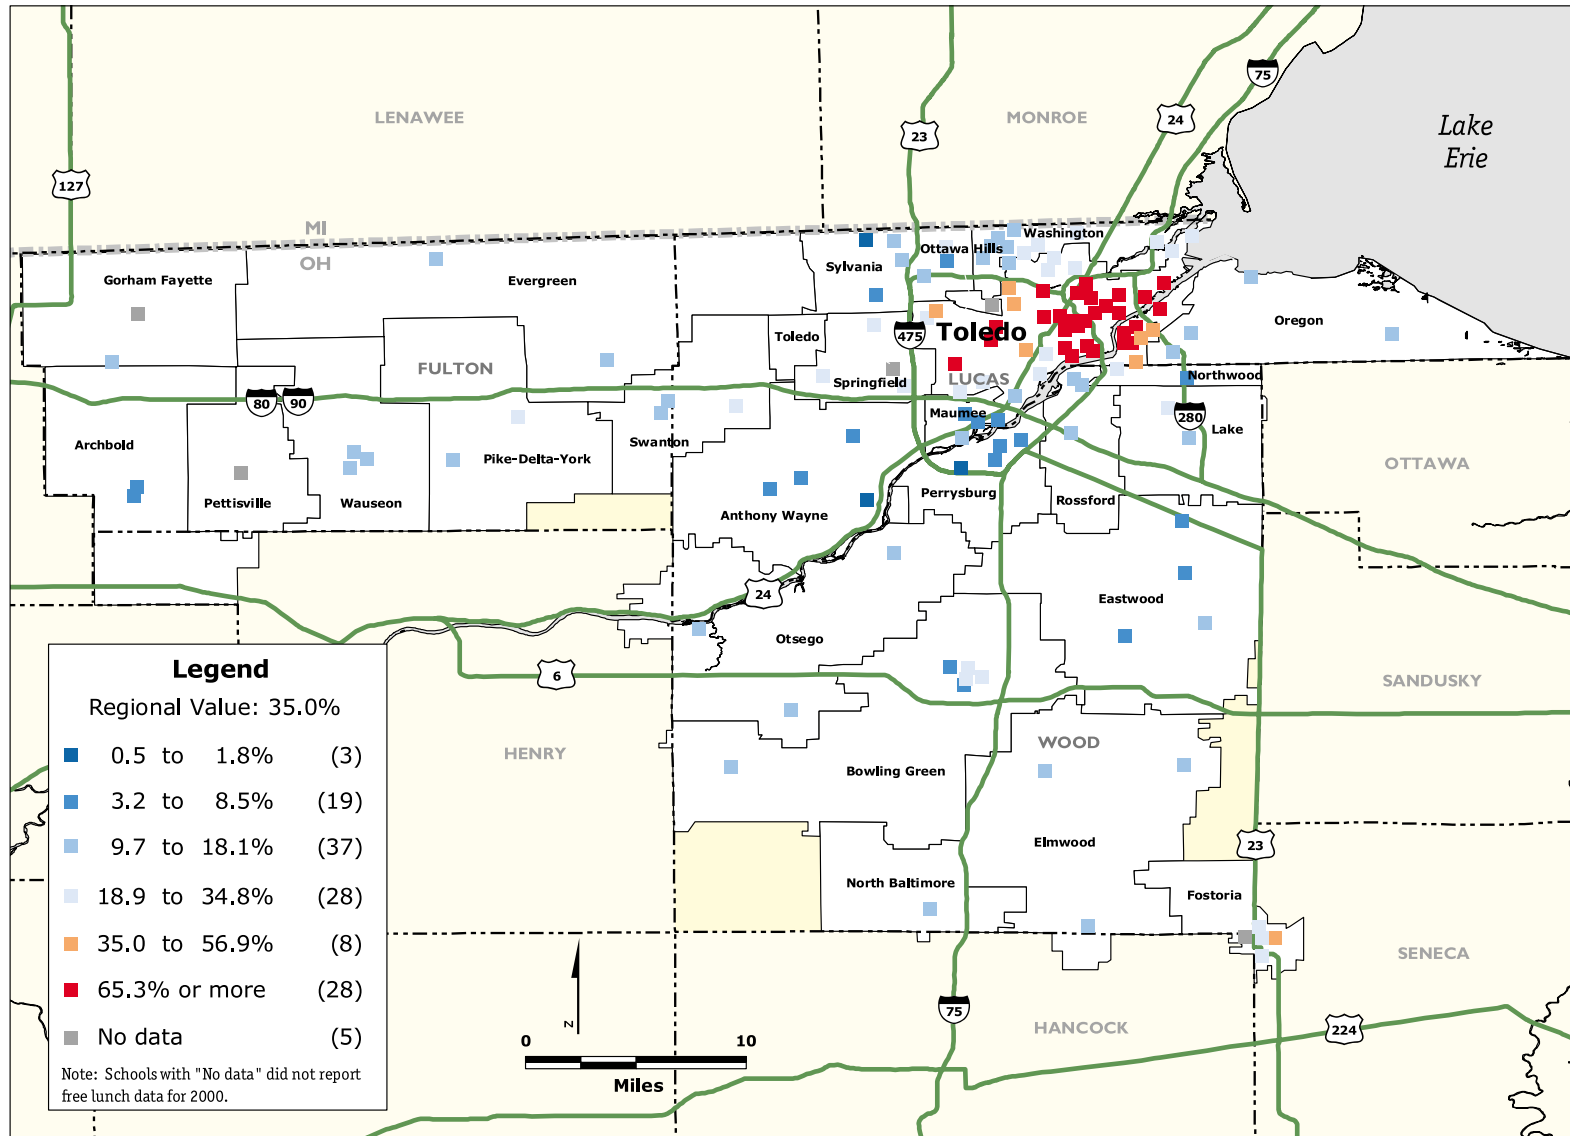 75
LENAWEE
MONROE
24
Lake
Erie
23
127
MI
OH
Washington
Ottawa Hills
Sylvania
Gorham Fayette
Evergreen
Oregon
475
Toledo
Toledo
FULTON
Springfield
LUCAS
Northwood
80
90
Maumee
280
Lake
Archbold
Swanton
Pike-Delta-York
OTTAWA
Pettisville
Wauseon
Perrysburg
Rossford
Anthony Wayne
24
Eastwood
Otsego
6
SANDUSKY
HENRY
WOOD
Bowling Green
Elmwood
23
North Baltimore
Fostoria
SENECA
75
HANCOCK
224
Legend
Regional Value: 35.0%
0.5 to 1.8% (3)
3.2 to 8.5% (19)
9.7 to 18.1% (37)
18.9 to 34.8% (28)
35.0 to 56.9% (8)
65.3% or more (28)
No data (5)
Note: Schools with "No data" did not report
free lunch data for 2000.
N
0 10
Miles